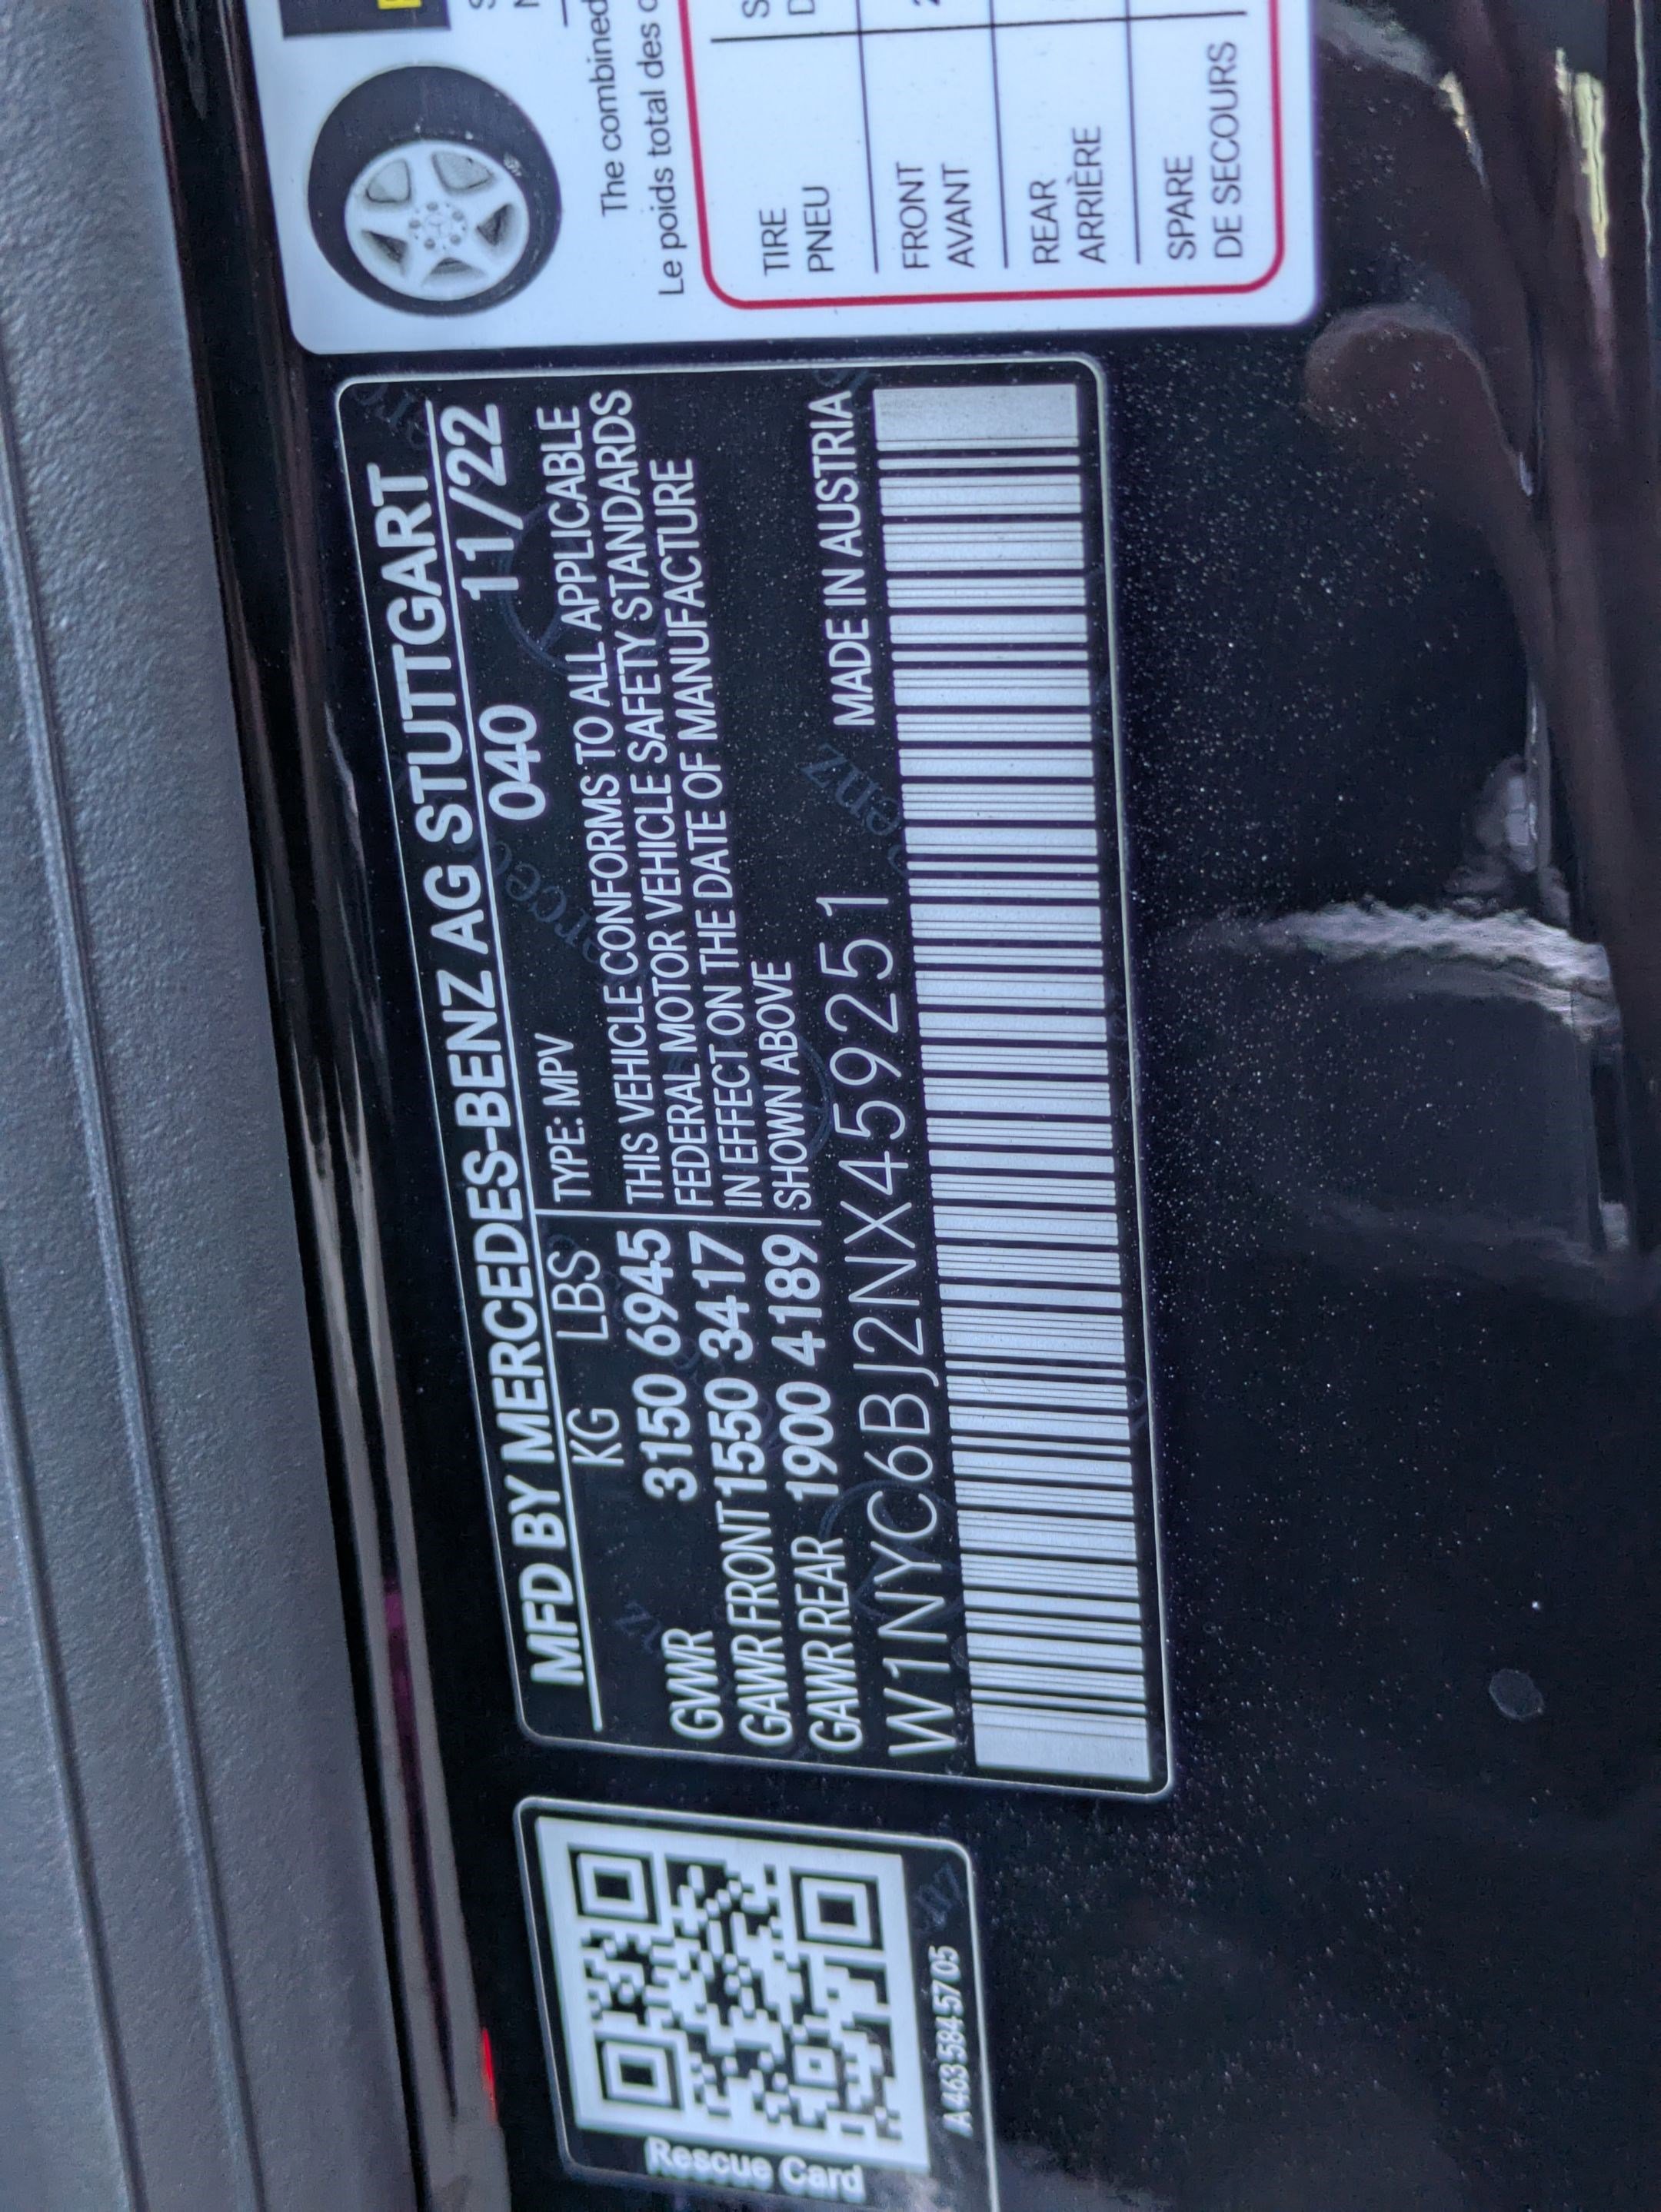 MFD BY MERCEDES-BENZ AG STUTTGART
KG LBS TYPE: MPV 040 11/22
GWWR 3150 6945 THIS VEHICLE CONFORMS TO ALL APPLICABLE
GAWR FRONT 1550 3417 FEDERAL MOTOR VEHICLE SAFETY STANDARDS
GAWR REAR 1900 4189 IN EFFECT ON THE DATE OF MANUFACTURE
SHOWN ABOVE MADE IN AUSTRIA
W1NYC6BJ2NX459251
Rescue Card
A 463 584 57 05
The combined
Le poids total des
TIRE
PNEU
FRONT
AVANT
REAR
ARRIÈRE
SPARE
DE SECOURS